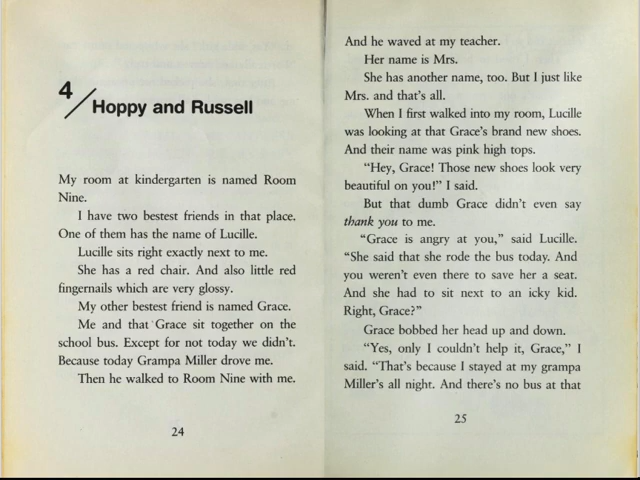 4
Hoppy and Russell
My room at kindergarten is named Room
Nine.
I have two bestest friends in that place.
One of them has the name of Lucille.
Lucille sits right exactly next to me.
She has a red chair. And also little red
fingernails which are very glossy.
My other bestest friend is named Grace.
Me and that Grace sit together on the
school bus. Except for not today we didn't.
Because today Grampa Miller drove me.
Then he walked to Room Nine with me.
24
And he waved at my teacher.
Her name is Mrs.
She has another name, too. But I just like
Mrs. and that's all.
When I first walked into my room, Lucille
was looking at that Grace's brand new shoes.
And their name was pink high tops.
“Hey, Grace! Those new shoes look very
beautiful on you!” I said.
But that dumb Grace didn't even say
thank you to me.
“Grace is angry at you,” said Lucille.
“She said that she rode the bus today. And
you weren't even there to save her a seat.
And she had to sit next to an icky kid.
Right, Grace?”
Grace bobbed her head up and down.
“Yes, only I couldn't help it, Grace,” I
said. “That's because I stayed at my grampa
Miller's all night. And there's no bus at that
25